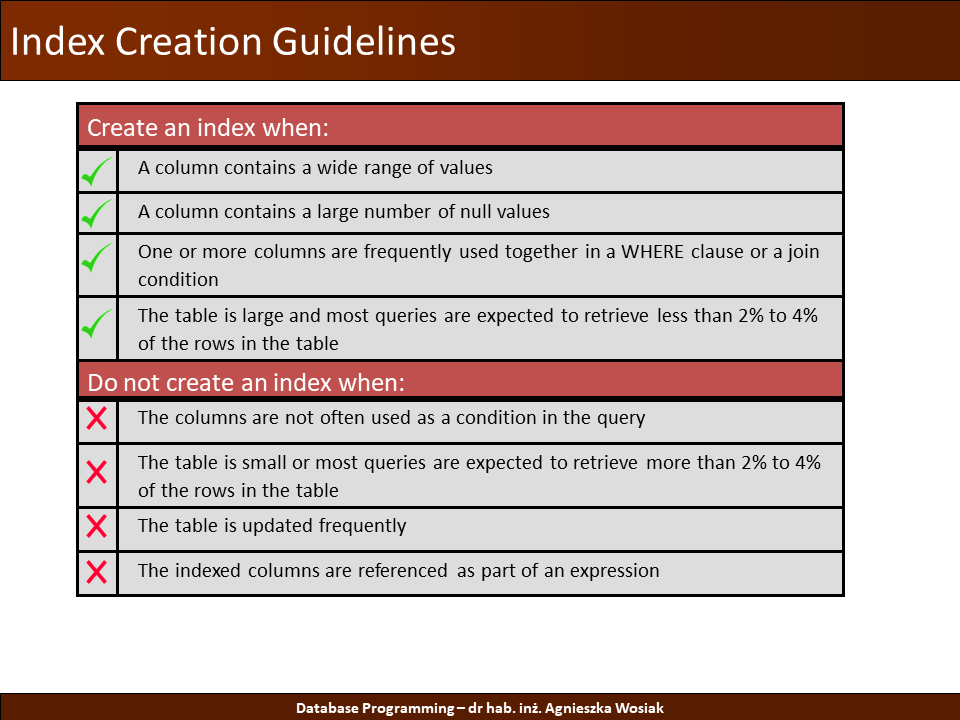 Index Creation Guidelines
Create an index when:
A column contains a wide range of values
A column contains a large number of null values
One or more columns are frequently used together in a WHERE clause or a join
condition
The table is large and most queries are expected to retrieve less than 2% to 4%
of the rows in the table
Do not create an index when:
The columns are not often used as a condition in the query
The table is small or most queries are expected to retrieve more than 2% to 4%
of the rows in the table
The table is updated frequently
The indexed columns are referenced as part of an expression
Database Programming – dr hab. inż. Agnieszka Wosiak